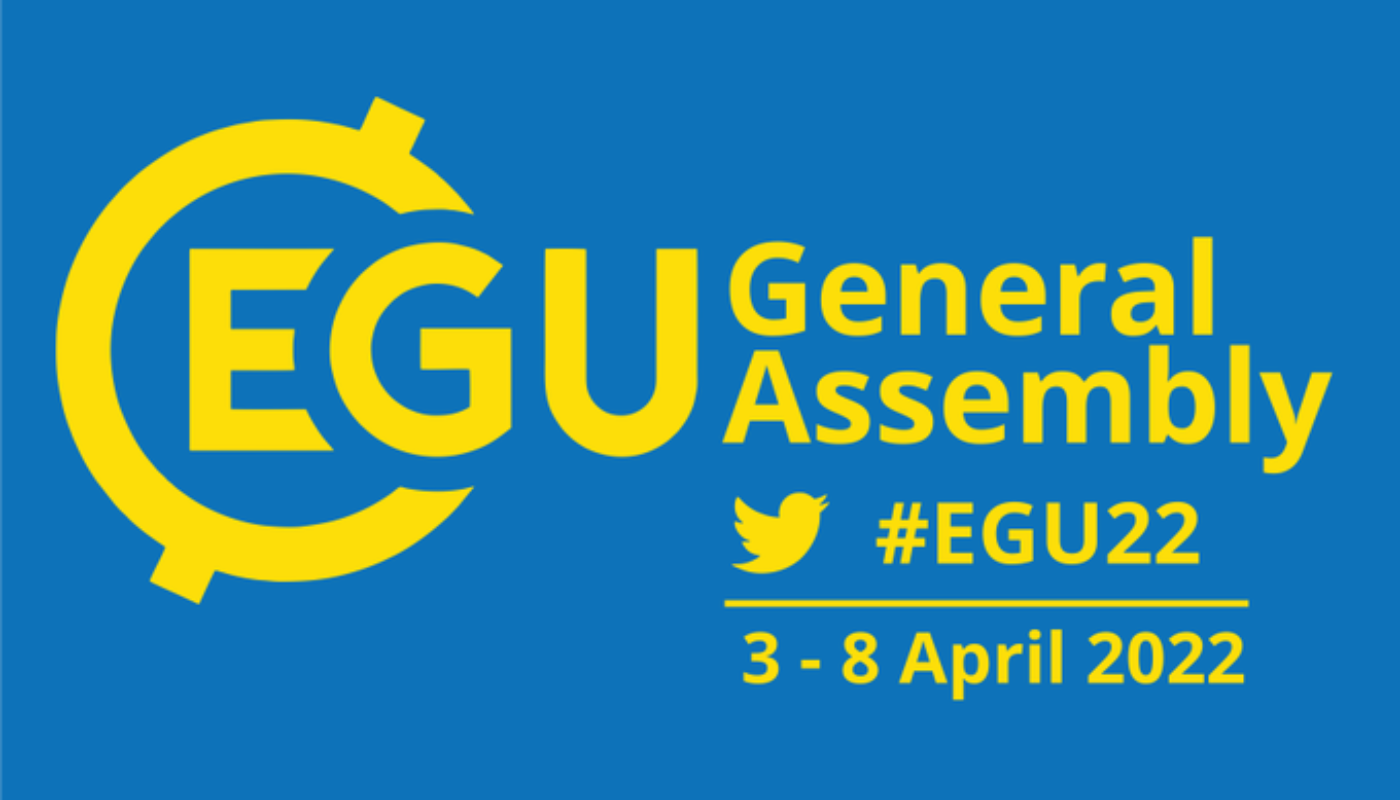 EGU
General
Assembly
#EGU22
3 - 8 April 2022